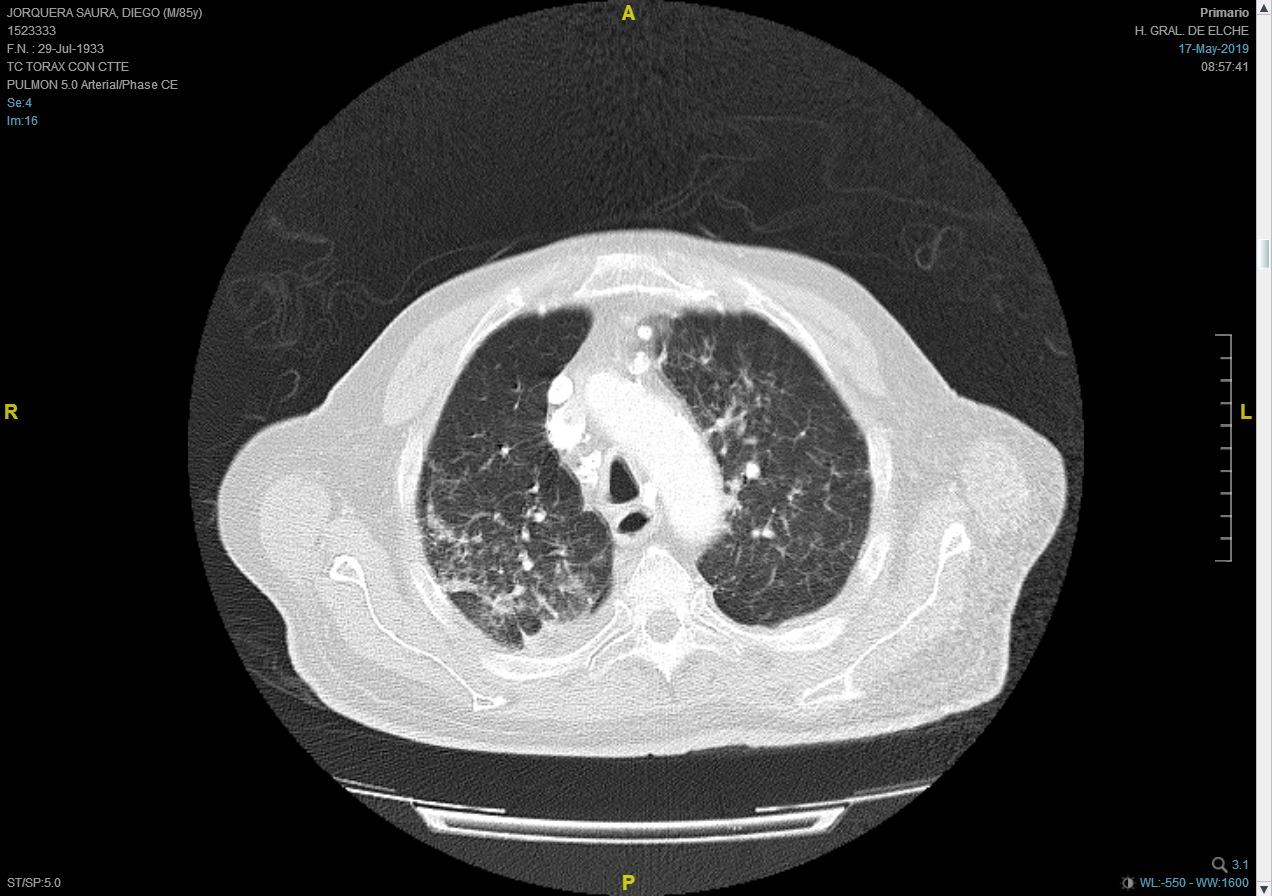 JORQUERA SAURA, DIEGO (M/85y)
1523333
F.N. : 29-Jul-1933
TC TORAX CON CTTE
PULMON 5.0 Arterial/Phase CE
Se:4
Im:16
A
Primario
H. GRAL. DE ELCHE
17-May-2019
08:57:41
R
L
ST/SP:5.0
P
3.1
WL:-550 - WW:1600